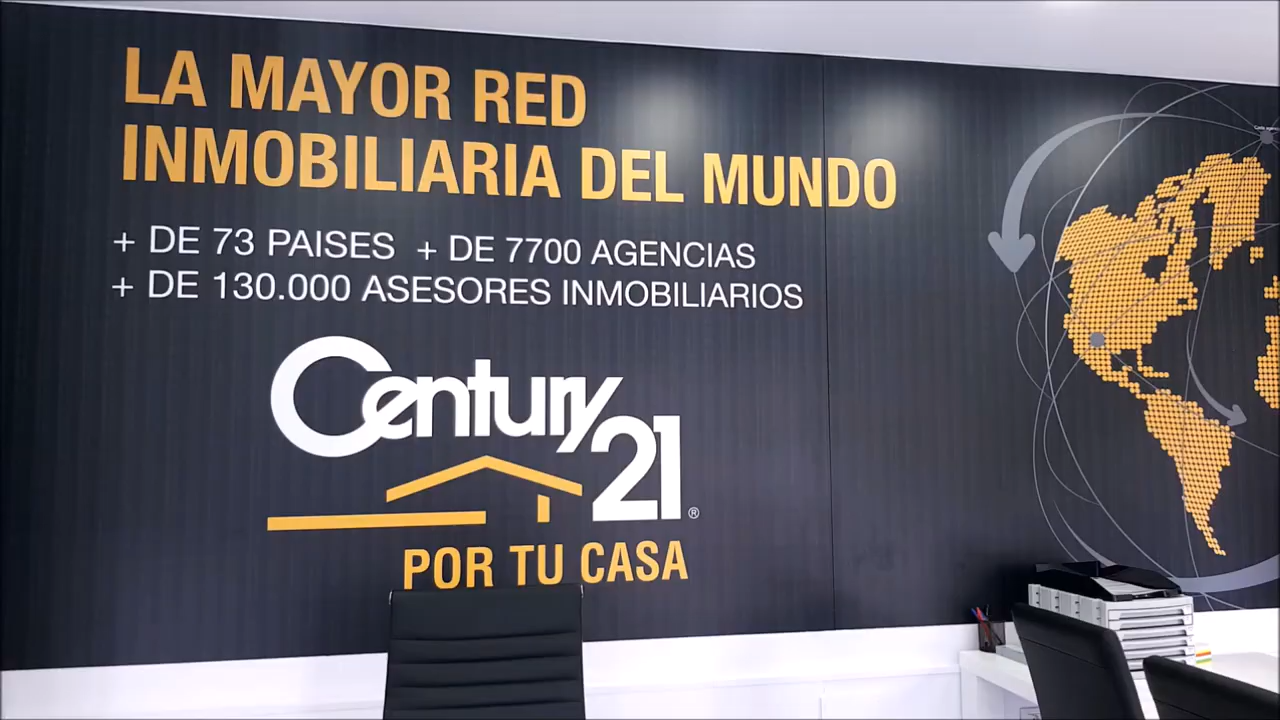 LA MAYOR RED
INMOBILIARIA DEL MUNDO
+ DE 73 PAISES + DE 7700 AGENCIAS
+ DE 130.000 ASESORES INMOBILIARIOS
Century
21®
POR TU CASA